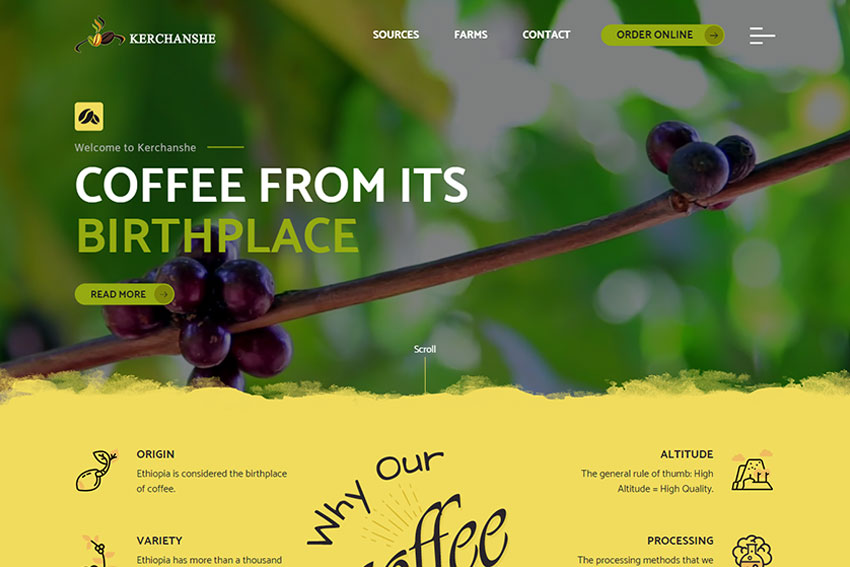 KERCHANSHE
SOURCES
FARMS
CONTACT
ORDER ONLINE
Welcome to Kerchanshe
COFFEE FROM ITS
BIRTHPLACE
READ MORE
Scroll
ORIGIN
Ethiopia is considered the birthplace
of coffee.
VARIETY
Ethiopia has more than a thousand
Why Our
Coffee
ALTITUDE
The general rule of thumb: High
Altitude = High Quality.
PROCESSING
The processing methods that we